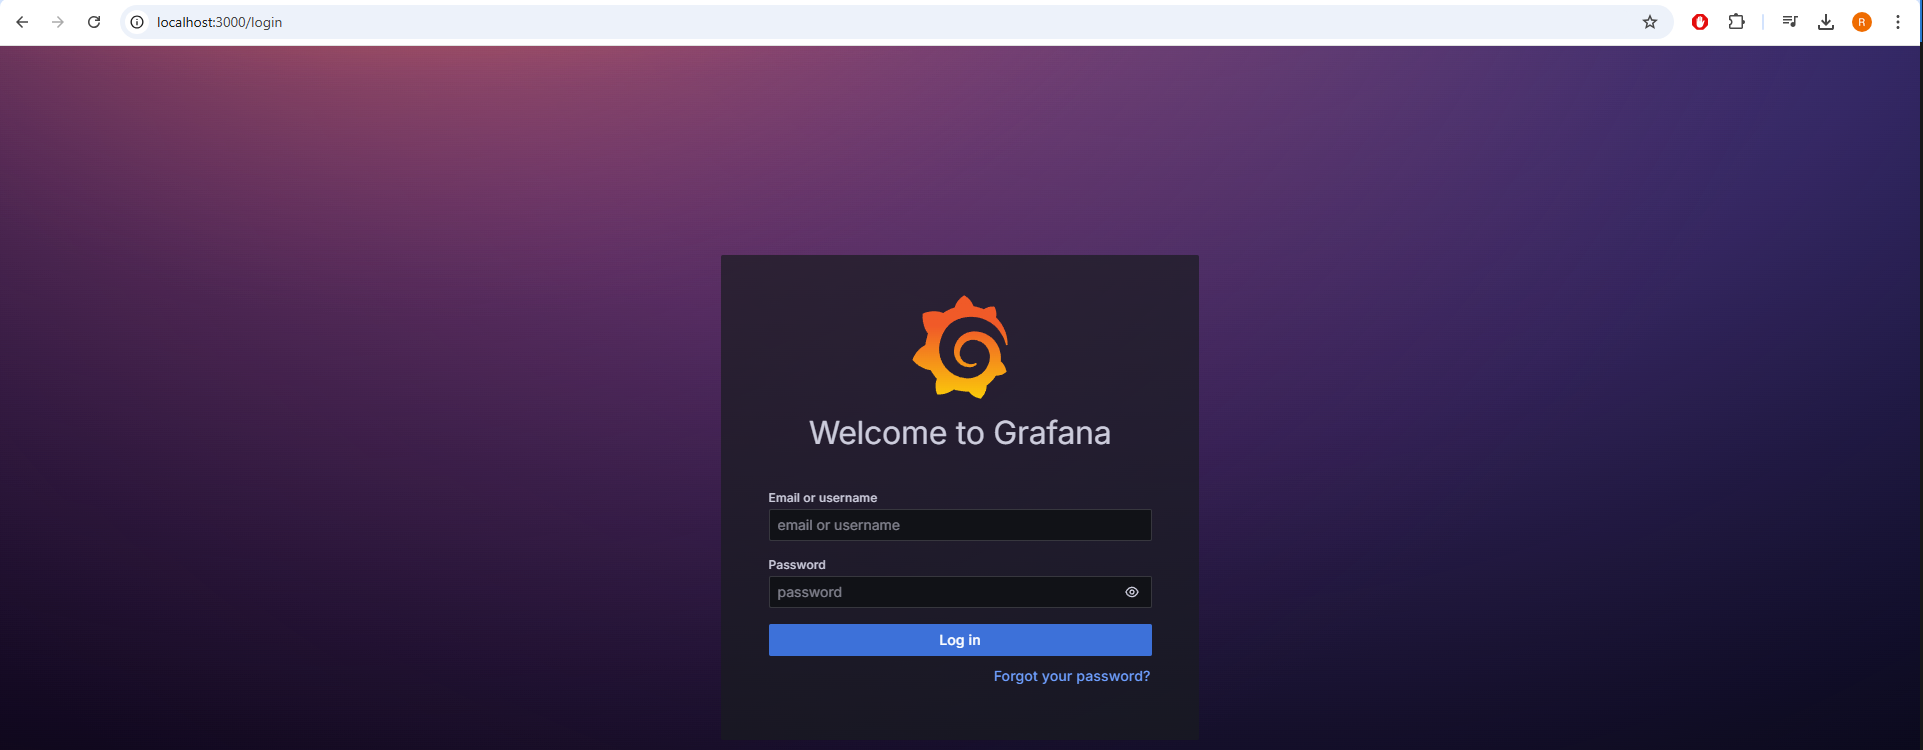 localhost:3000/login
R
Welcome to Grafana
Email or username
email or username
Password
password
Log in
Forgot your password?